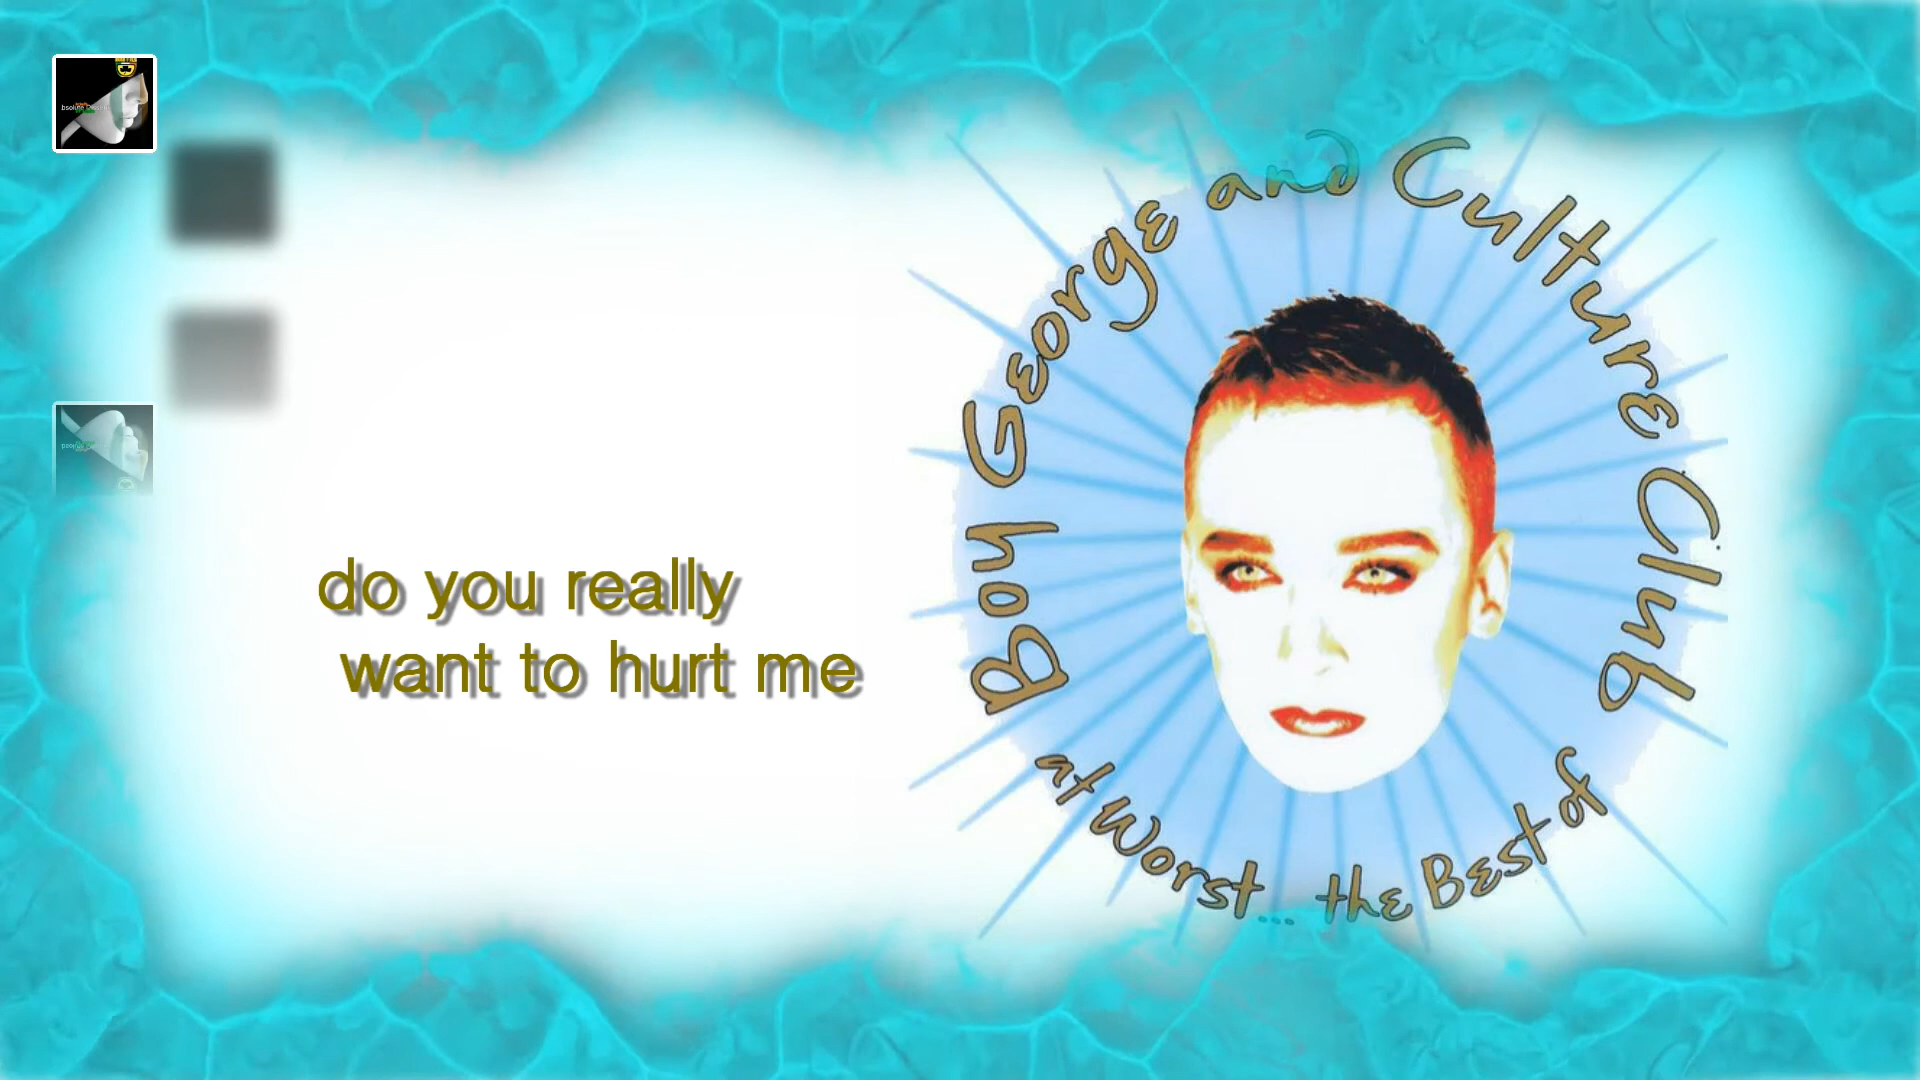 Boy George and Culture Club
at Worst... the Best of
do you really
want to hurt me